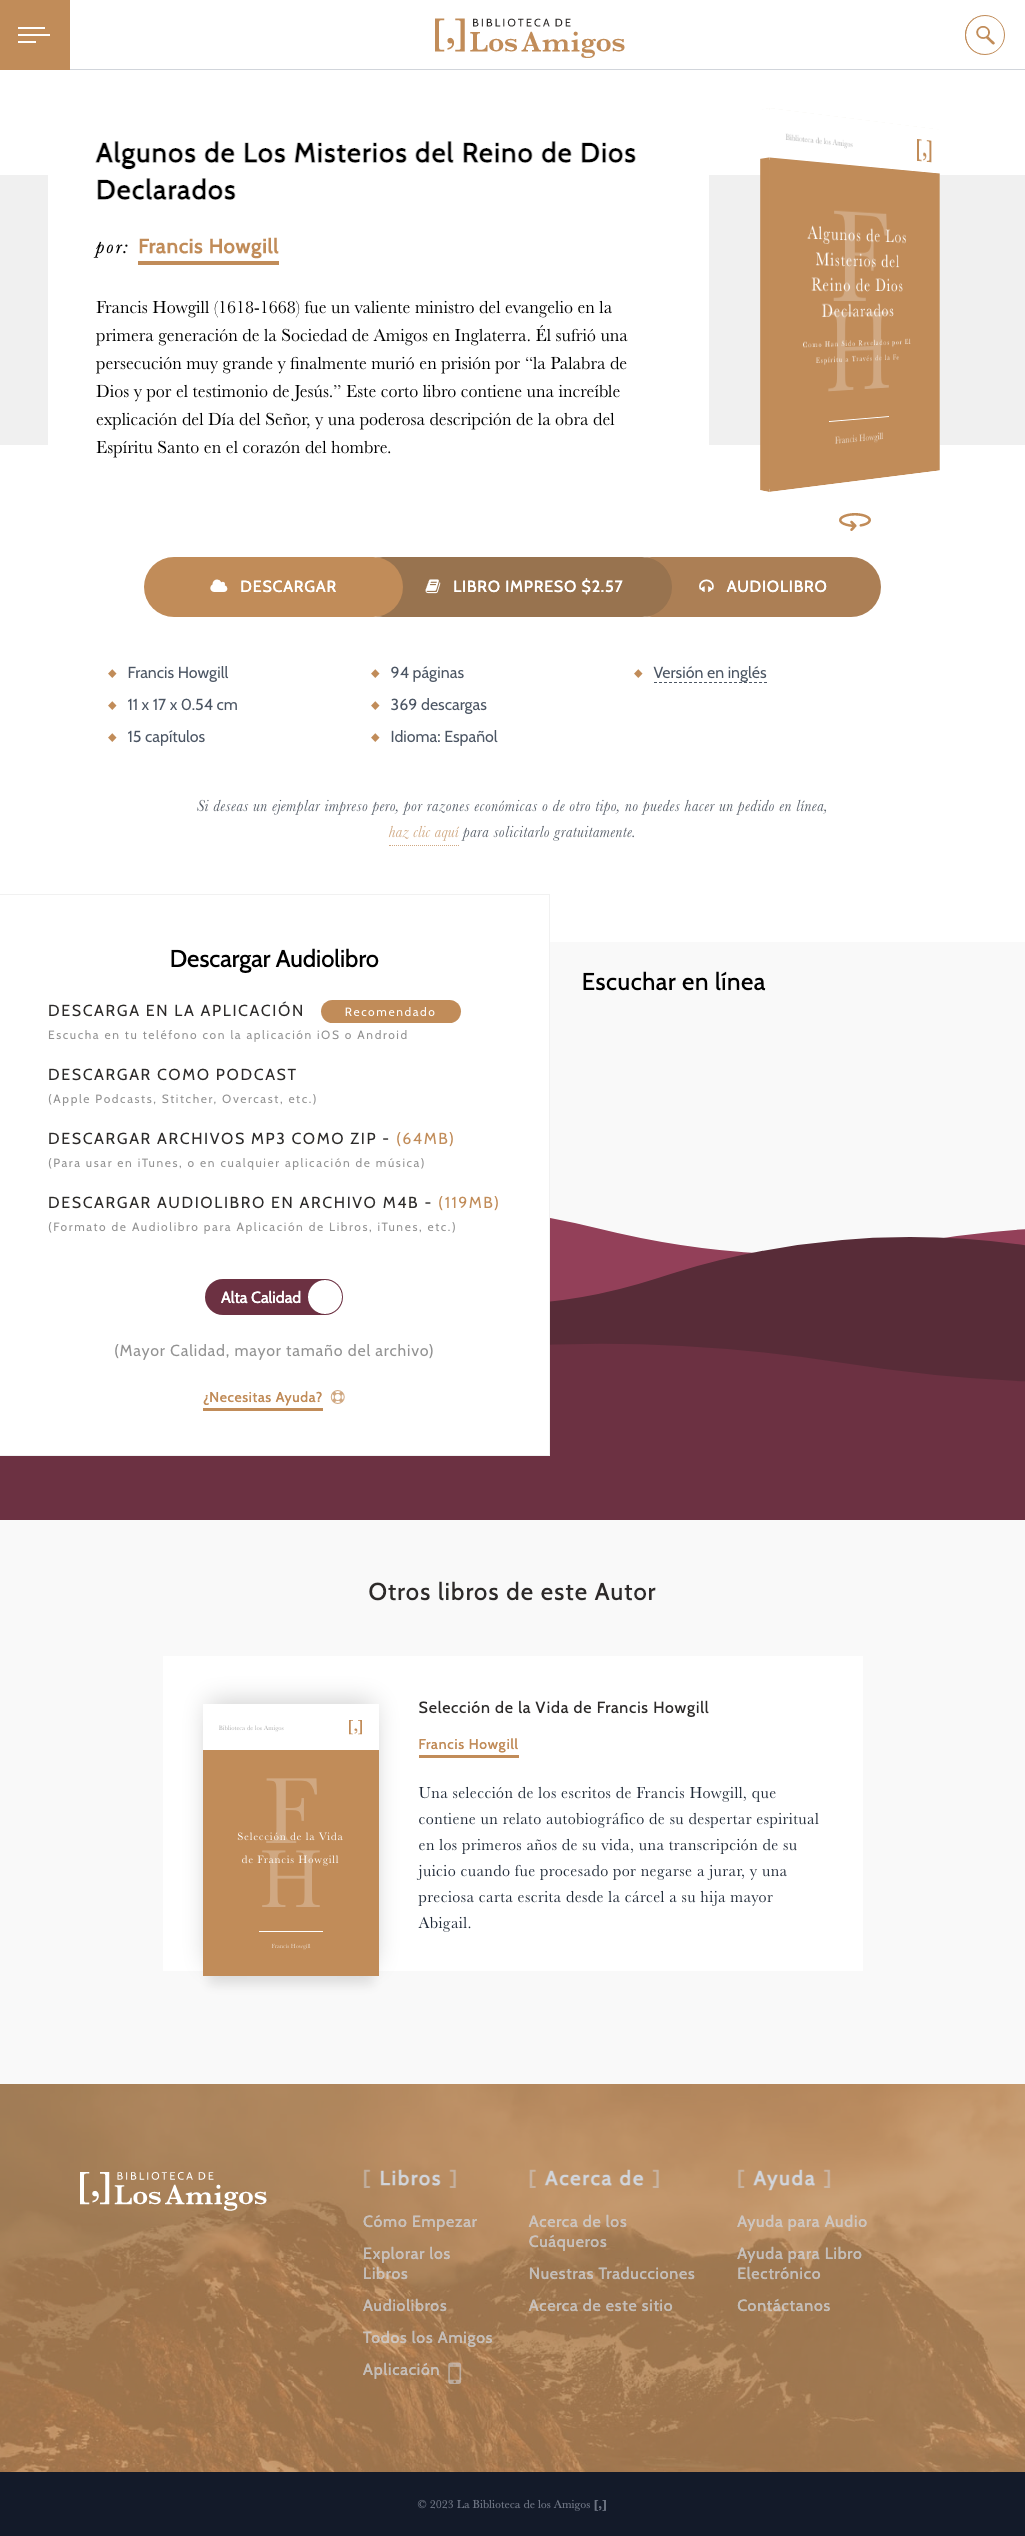 BIBLIOTECA DE
[,] Los Amigos
Algunos de Los Misterios del Reino de Dios
Declarados
por: Francis Howgill
Francis Howgill (1618-1668) fue un valiente ministro del evangelio en la
primera generación de la Sociedad de Amigos en Inglaterra. Él sufrió una
persecución muy grande y finalmente murió en prisión por “la Palabra de
Dios y por el testimonio de Jesús.” Este corto libro contiene una increíble
explicación del Día del Señor, y una poderosa descripción de la obra del
Espíritu Santo en el corazón del hombre.
Biblioteca de los Amigos
[,]
F
H
Algunos de Los
Misterios del
Reino de Dios
Declarados
Como Han Sido Revelados por El
Espíritu a Través de la Fe
Francis Howgill
DESCARGAR
LIBRO IMPRESO $2.57
AUDIOLIBRO
Francis Howgill
11 x 17 x 0.54 cm
15 capítulos
94 páginas
369 descargas
Idioma: Español
Versión en inglés
Si deseas un ejemplar impreso pero, por razones económicas o de otro tipo, no puedes hacer un pedido en línea,
haz clic aquí para solicitarlo gratuitamente.
Descargar Audiolibro
DESCARGA EN LA APLICACIÓN Recomendado
Escucha en tu teléfono con la aplicación iOS o Android
DESCARGAR COMO PODCAST
(Apple Podcasts, Stitcher, Overcast, etc.)
DESCARGAR ARCHIVOS MP3 COMO ZIP - (64MB)
(Para usar en iTunes, o en cualquier aplicación de música)
DESCARGAR AUDIOLIBRO EN ARCHIVO M4B - (119MB)
(Formato de Audiolibro para Aplicación de Libros, iTunes, etc.)
Alta Calidad
(Mayor Calidad, mayor tamaño del archivo)
¿Necesitas Ayuda?
Escuchar en línea
Otros libros de este Autor
Biblioteca de los Amigos
[,]
F
H
Selección de la Vida
de Francis Howgill
Francis Howgill
Selección de la Vida de Francis Howgill
Francis Howgill
Una selección de los escritos de Francis Howgill, que
contiene un relato autobiográfico de su despertar espiritual
en los primeros años de su vida, una transcripción de su
juicio cuando fue procesado por negarse a jurar, y una
preciosa carta escrita desde la cárcel a su hija mayor
Abigail.
BIBLIOTECA DE
[,] Los Amigos
[ Libros ]
Cómo Empezar
Explorar los
Libros
Audiolibros
Todos los Amigos
Aplicación
[ Acerca de ]
Acerca de los
Cuáqueros
Nuestras Traducciones
Acerca de este sitio
[ Ayuda ]
Ayuda para Audio
Ayuda para Libro
Electrónico
Contáctanos
© 2023 La Biblioteca de los Amigos [,]